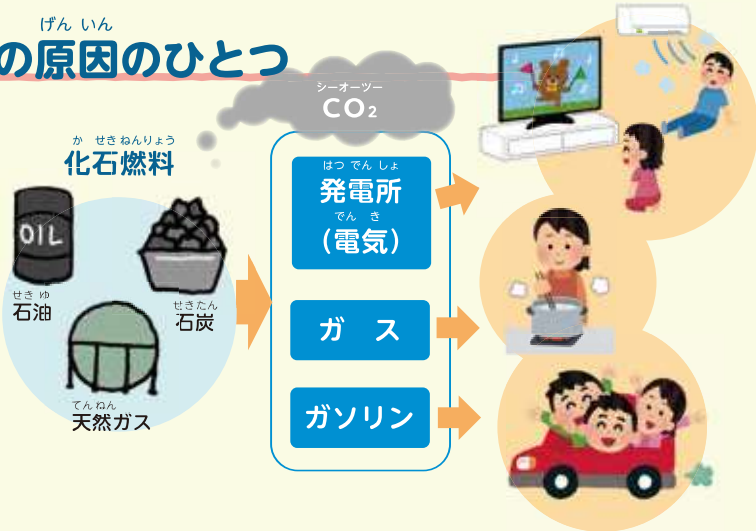 げん いん
の原因のひとつ
シーオーツー
CO₂
か せき ねんりょう
化石燃料
OIL
せき ゆ
石油
せきたん
石炭
てんねん
天然ガス
はつ でん しょ
発電所
でん き
(電気)
ガ ス
ガソリン